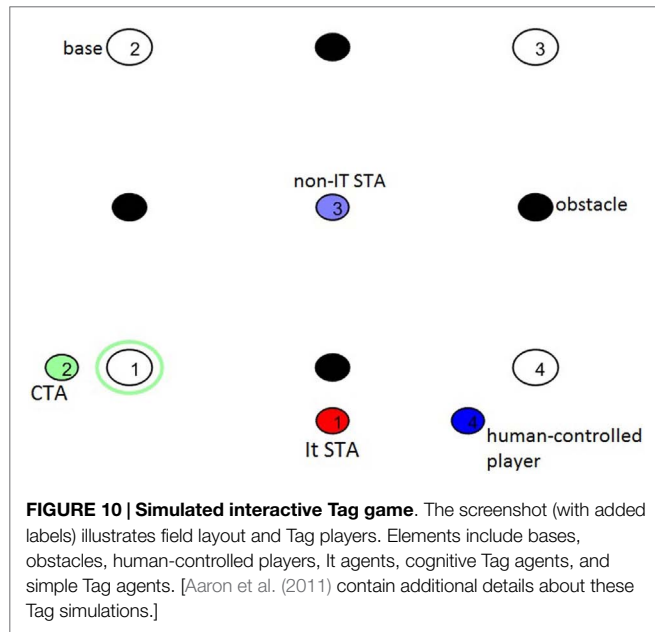 base 2 3
non-IT STA
3 obstacle
2 1 4
CTA
1 4
It STA human-controlled
player
FIGURE 10 | Simulated interactive Tag game. The screenshot (with added
labels) illustrates field layout and Tag players. Elements include bases,
obstacles, human-controlled players, It agents, cognitive Tag agents, and
simple Tag agents. [Aaron et al. (2011) contain additional details about these
Tag simulations.]